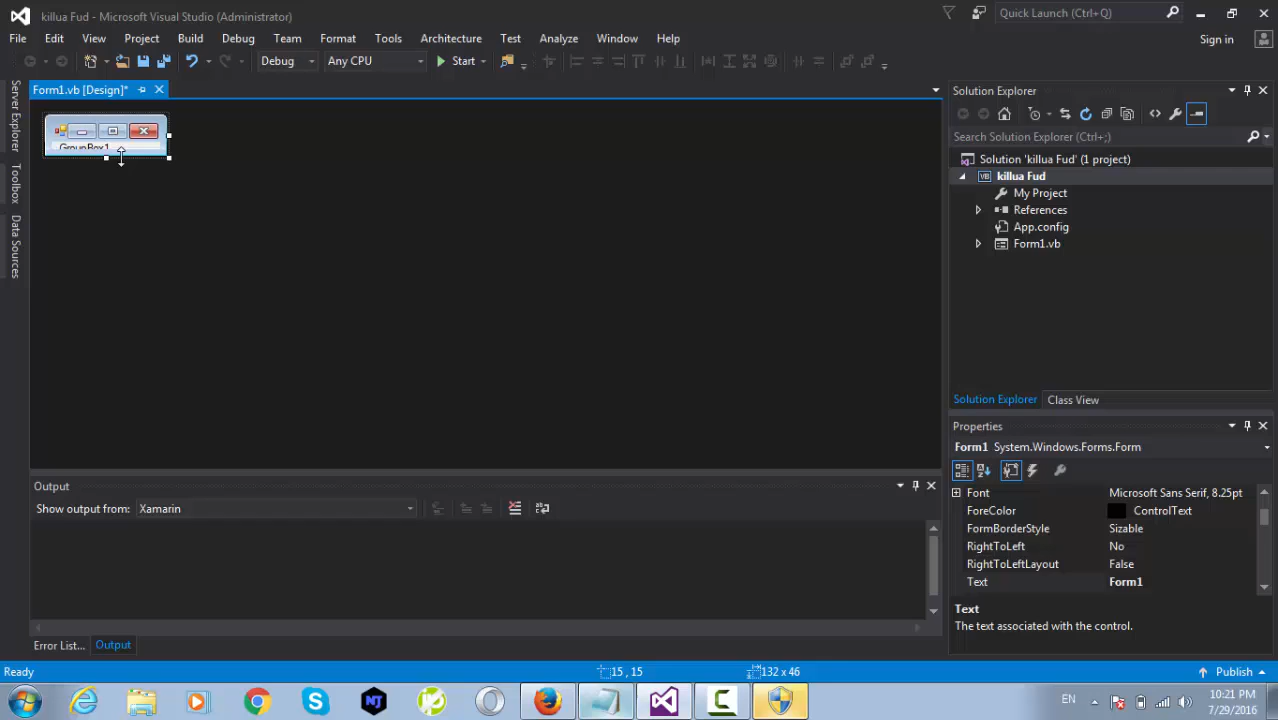 killua Fud - Microsoft Visual Studio (Administrator)
Quick Launch (Ctrl+Q)
File Edit View Project Build Debug Team Format Tools Architecture Test Analyze Window Help
Sign in
Debug Any CPU Start
Server Explorer
Toolbox
Data Sources
Form1.vb [Design]*
GroupBox1
Solution Explorer
Search Solution Explorer (Ctrl+;)
Solution 'killua Fud' (1 project)
VB killua Fud
My Project
References
App.config
Form1.vb
Solution Explorer Class View
Properties
Form1 System.Windows.Forms.Form
Font Microsoft Sans Serif, 8.25pt
ForeColor ControlText
FormBorderStyle Sizable
RightToLeft No
RightToLeftLayout False
Text Form1
Text
The text associated with the control.
Output
Show output from: Xamarin
Error List... Output
Ready 15 , 15 132 x 46 Publish
EN 10:21 PM
7/29/2016